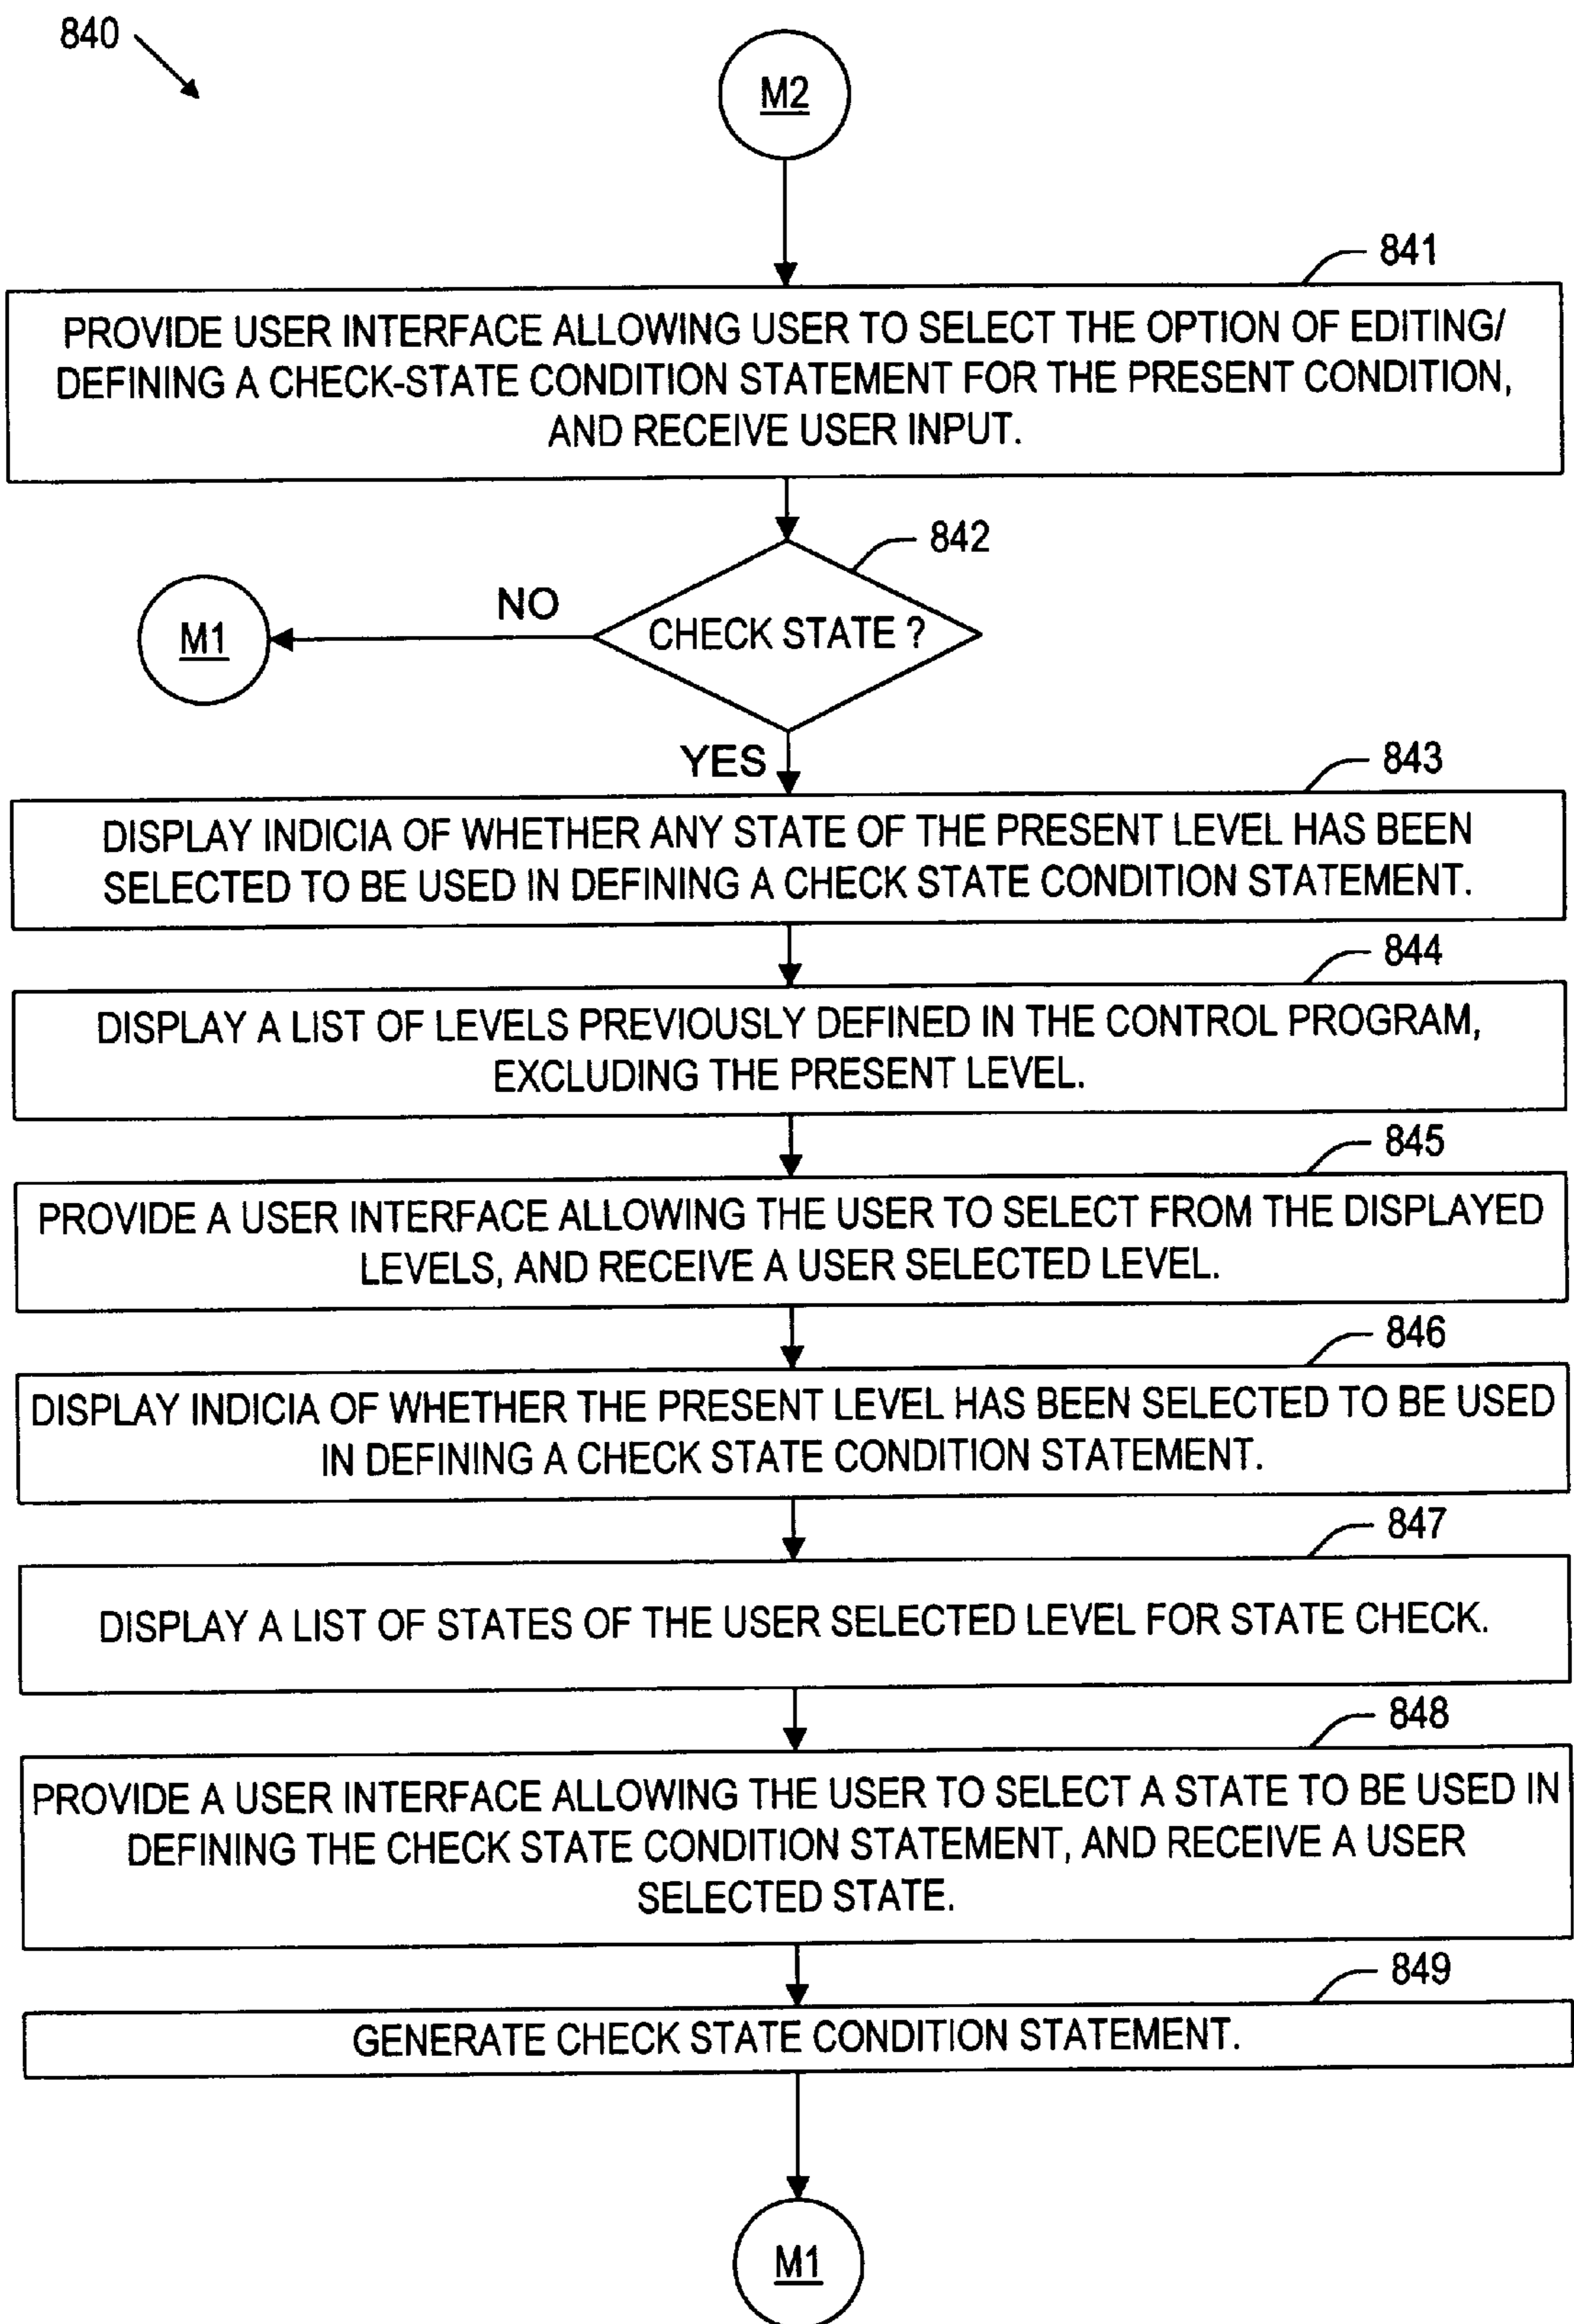 840
M2
841
PROVIDE USER INTERFACE ALLOWING USER TO SELECT THE OPTION OF EDITING/
DEFINING A CHECK-STATE CONDITION STATEMENT FOR THE PRESENT CONDITION,
AND RECEIVE USER INPUT.
842
NO
M1
CHECK STATE ?
YES
843
DISPLAY INDICIA OF WHETHER ANY STATE OF THE PRESENT LEVEL HAS BEEN
SELECTED TO BE USED IN DEFINING A CHECK STATE CONDITION STATEMENT.
844
DISPLAY A LIST OF LEVELS PREVIOUSLY DEFINED IN THE CONTROL PROGRAM,
EXCLUDING THE PRESENT LEVEL.
845
PROVIDE A USER INTERFACE ALLOWING THE USER TO SELECT FROM THE DISPLAYED
LEVELS, AND RECEIVE A USER SELECTED LEVEL.
846
DISPLAY INDICIA OF WHETHER THE PRESENT LEVEL HAS BEEN SELECTED TO BE USED
IN DEFINING A CHECK STATE CONDITION STATEMENT.
847
DISPLAY A LIST OF STATES OF THE USER SELECTED LEVEL FOR STATE CHECK.
848
PROVIDE A USER INTERFACE ALLOWING THE USER TO SELECT A STATE TO BE USED IN
DEFINING THE CHECK STATE CONDITION STATEMENT, AND RECEIVE A USER
SELECTED STATE.
849
GENERATE CHECK STATE CONDITION STATEMENT.
M1